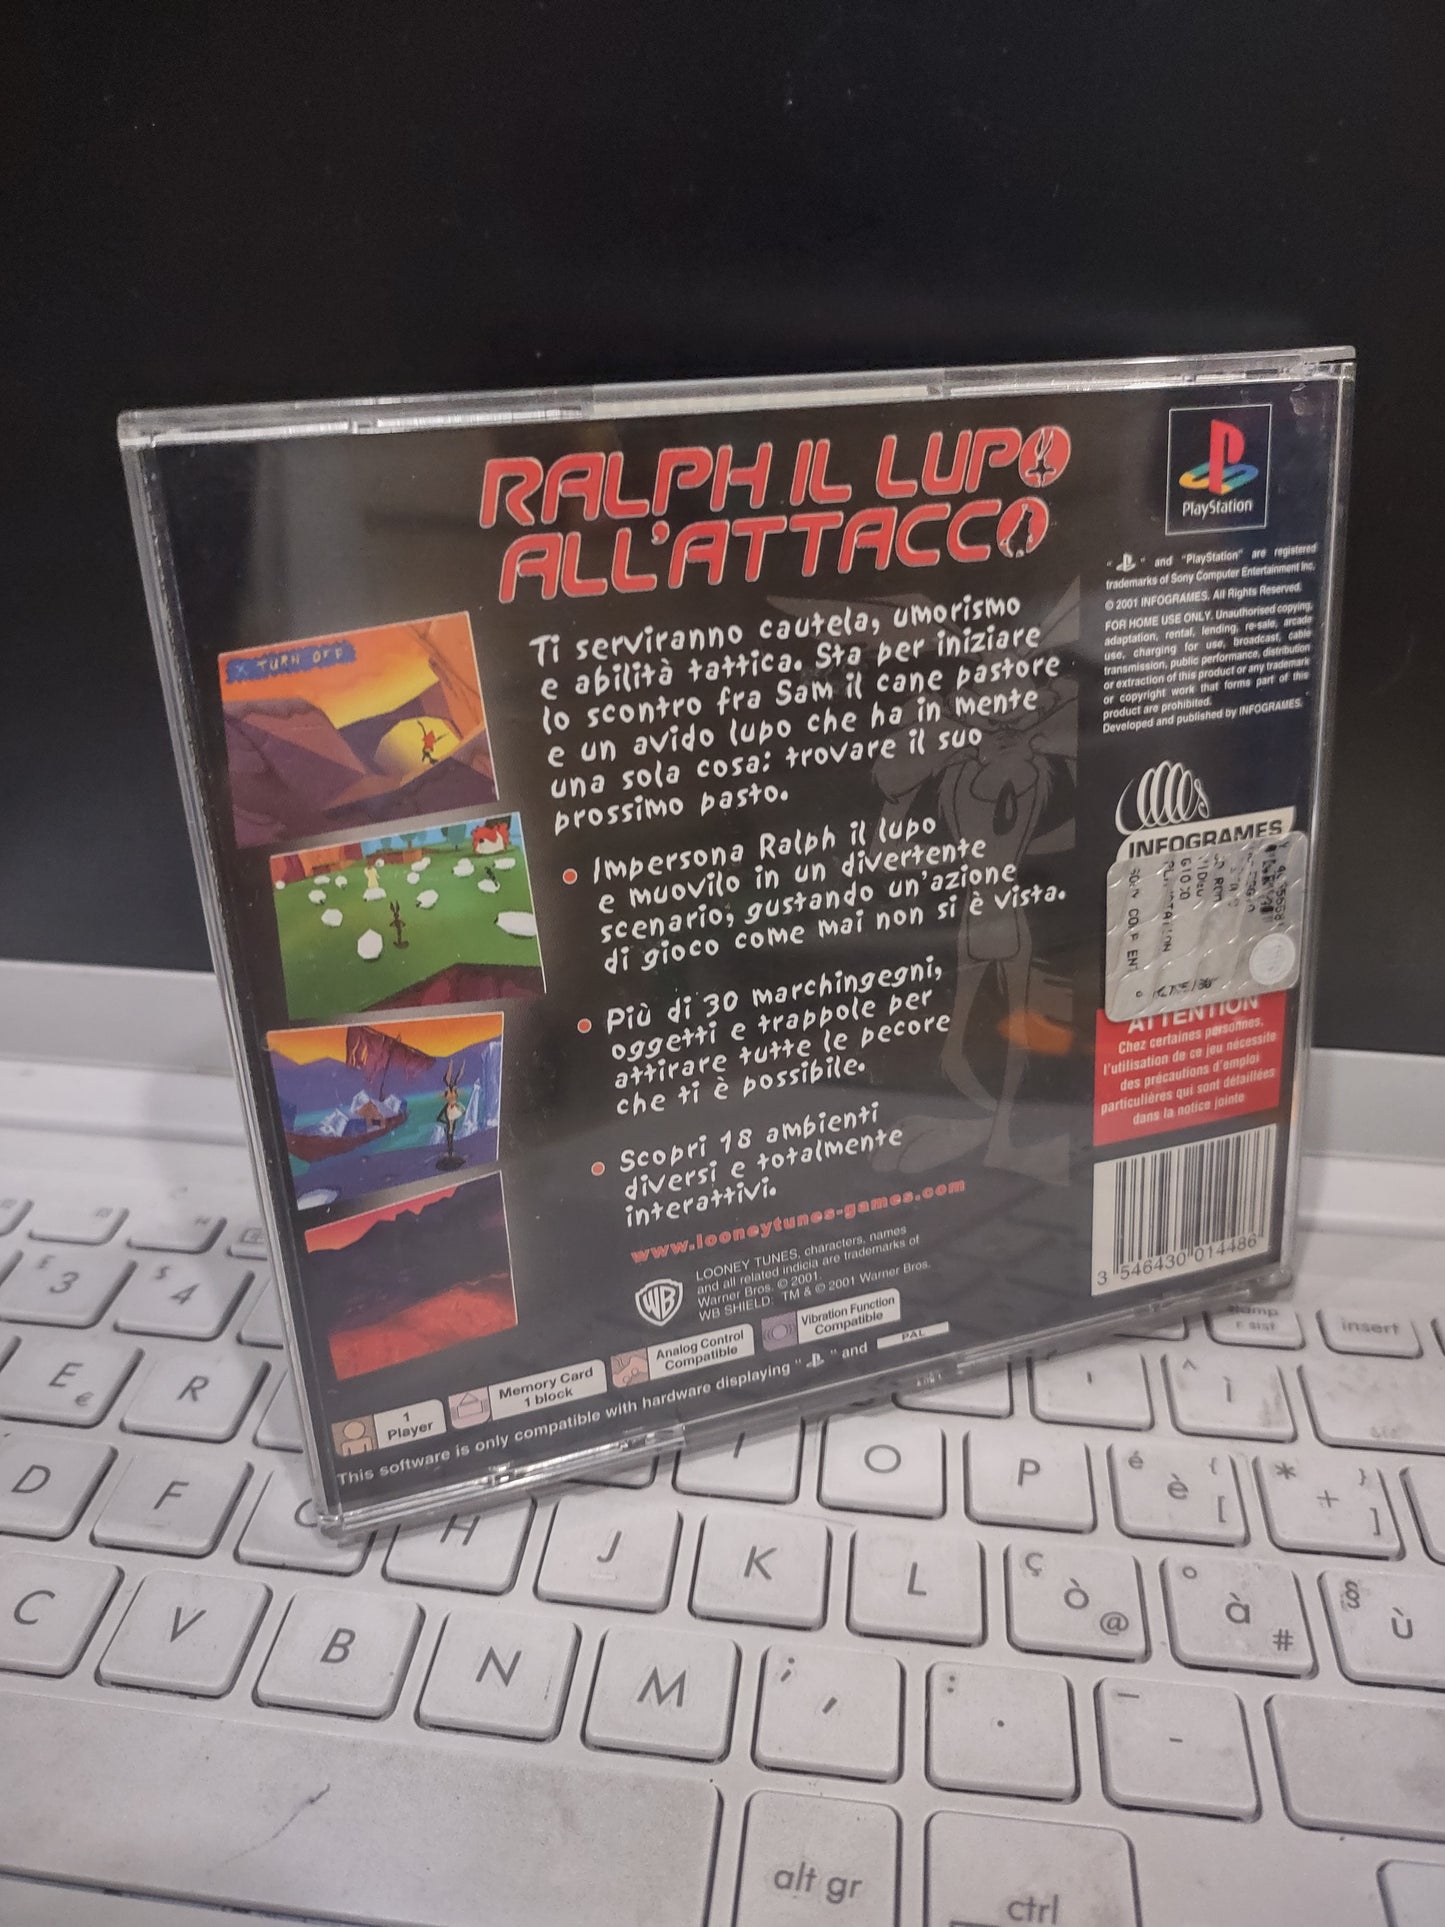 RALPH IL LUPO
ALL'ATTACCO
PlayStation
TURN OFF
Ti serviranno cautela, umorismo
e abilità tattica. Sta per iniziare
lo scontro fra Sam il cane pastore
e un avido lupo che ha in mente
una sola cosa: trovare il suo
prossimo pasto.
• Impersona Ralph il lupo
e muovilo in un divertente
scenario, gustando un'azione
di gioco come mai non si è vista.
• Più di 30 marchingegni,
oggetti e trappole per
attirare tutte le pecore
che ti è possibile.
• Scopri 18 ambienti
diversi e totalmente
interattivi.
www.looneytunes-games.com
WB
LOONEY TUNES, characters, names
and all related indicia are trademarks of
Warner Bros. © 2001.
WB SHIELD: TM & © 2001 Warner Bros.
1
Player
Memory Card
1 block
Analog Control
Compatible
Vibration Function
Compatible
This software is only compatible with hardware displaying " " and PAL
" " and "PlayStation" are registered
trademarks of Sony Computer Entertainment Inc.
© 2001 INFOGRAMES. All Rights Reserved.
FOR HOME USE ONLY. Unauthorised copying,
adaptation, rental, lending, re-sale, arcade
use, charging for use, broadcast, cable
transmission, public performance, distribution
or extraction of this product or any trademark
or copyright work that forms part of this
product are prohibited.
Developed and published by INFOGRAMES.
INFOGRAMES
ATTENTION
Chez certaines personnes,
l'utilisation de ce jeu nécessite
des précautions d'emploi
particulières qui sont détaillées
dans la notice jointe
3 546430 014486
£ 3 $ 4
stamp
insert
E € R I O P é è { [ * + } ]
^ ì '
D F G H J K L ç ò @ ° à # § ù
C V B N M ; , : . _ -
alt gr
ctrl